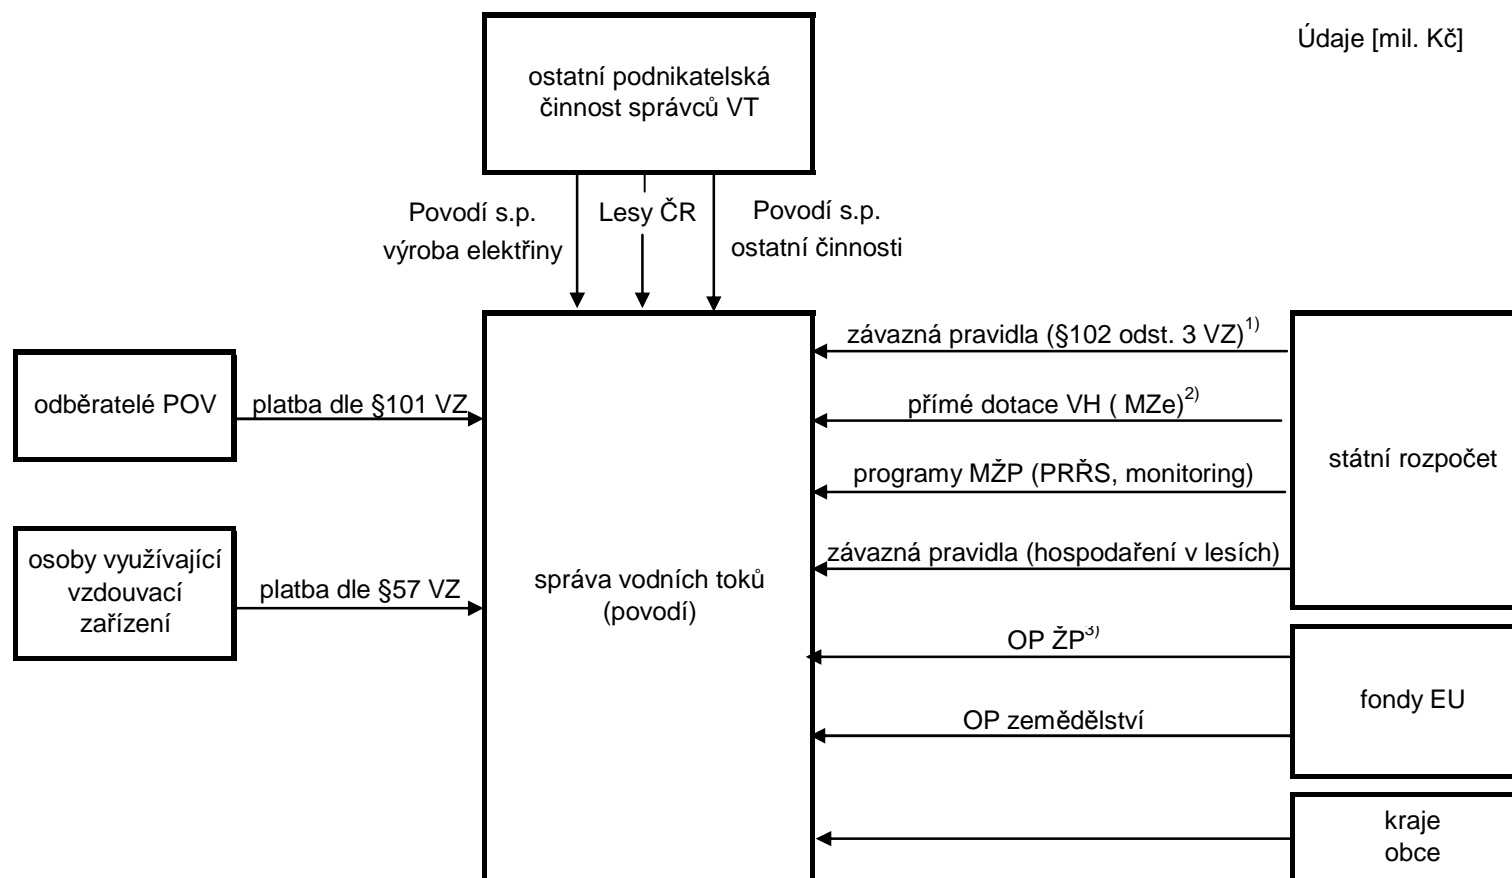 Údaje [mil. Kč]
ostatní podnikatelská
činnost správců VT
Povodí s.p.
výroba elektřiny
Lesy ČR
Povodí s.p.
ostatní činnosti
odběratelé POV
platba dle §101 VZ
osoby využívající
vzdouvací
zařízení
platba dle §57 VZ
správa vodních toků
(povodí)
závazná pravidla (§102 odst. 3 VZ)1)
přímé dotace VH ( MZe)2)
programy MŽP (PRŘS, monitoring)
závazná pravidla (hospodaření v lesích)
státní rozpočet
OP ŽP3)
OP zemědělství
fondy EU
kraje
obce